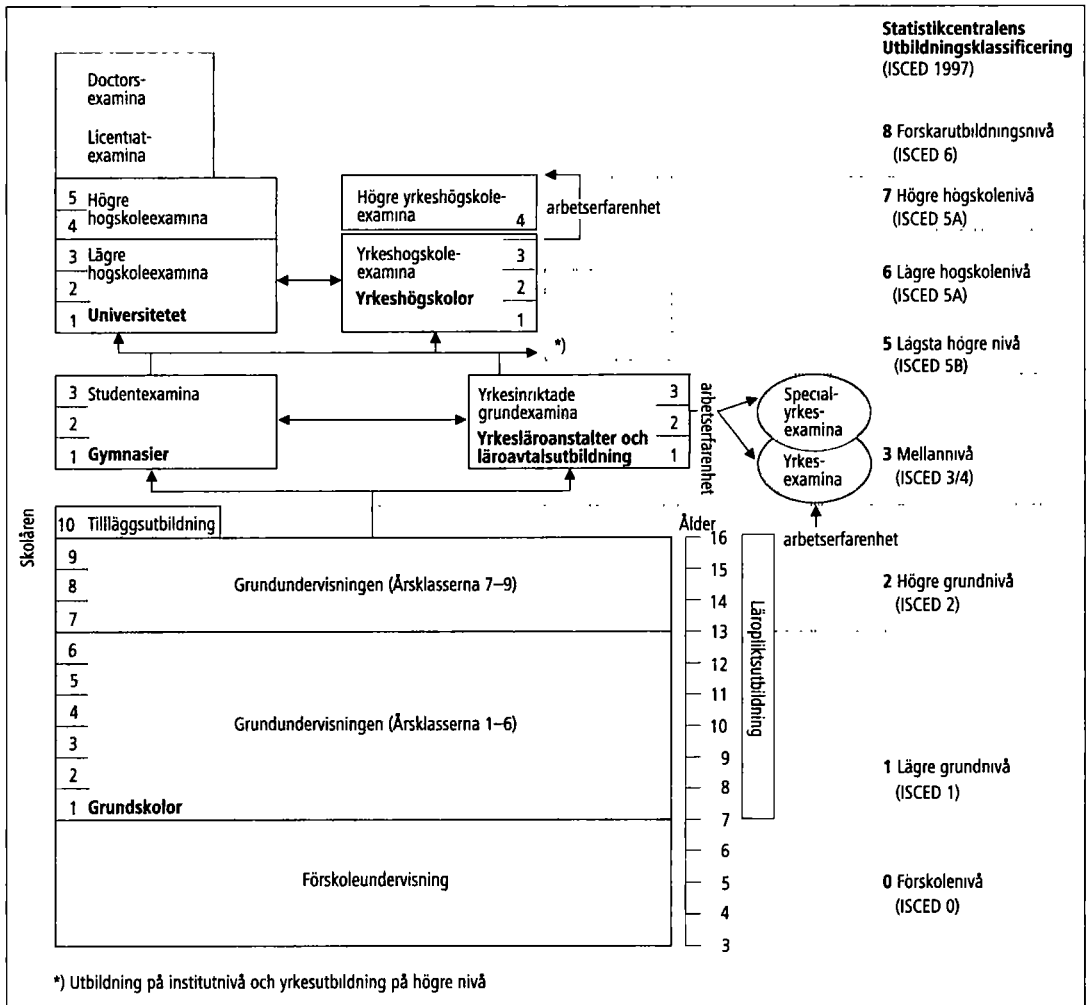 Statistikcentralens
Utbildningsklassificering
(ISCED 1997)
Doctors-
examina
Licentiat-
examina
8 Forskarutbildningsnivå
(ISCED 6)
5 Högre
4 hogskoleexamina
Högre yrkeshögskole-
examina 4
arbetserfarenhet
7 Högre högskolenivå
(ISCED 5A)
3 Lägre
hogskoleexamina
2
1 Universitetet
Yrkeshogskole- 3
examina
2
Yrkeshögskolor
1
6 Lägre hogskolenivå
(ISCED 5A)
*)
5 Lägsta högre nivå
(ISCED 5B)
3 Studentexamina
2
1 Gymnasier
Yrkesinriktade 3
grundexamina
2
Yrkesläroanstalter och
läroavtalsutbildning 1
arbetserfarenhet
Special-
yrkes-
examina
Yrkes-
examina
3 Mellannivå
(ISCED 3/4)
arbetserfarenhet
Skolåren
10 Tillläggsutbildning
9
8
7
Grundundervisningen (Årsklasserna 7–9)
6
5
4
3
2
1 Grundskolor
Grundundervisningen (Årsklasserna 1–6)
Förskoleundervisning
Ålder
16
15
14
13
12
11
10
9
8
7
6
5
4
3
Läropliktsutbildning
2 Högre grundnivå
(ISCED 2)
1 Lägre grundnivå
(ISCED 1)
0 Förskolenivå
(ISCED 0)
*) Utbildning på institutnivå och yrkesutbildning på högre nivå